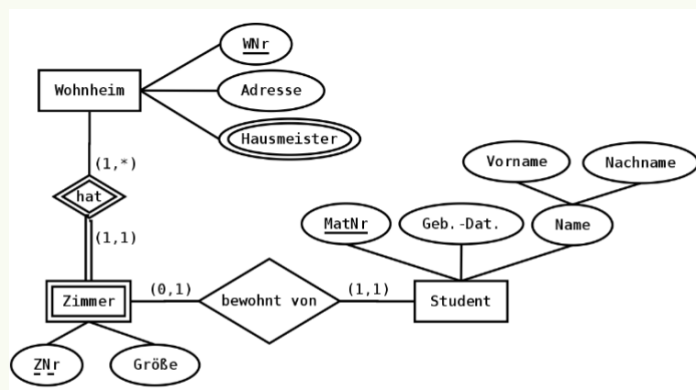 WNr
Wohnheim
Adresse
Hausmeister
(1,*)
hat
(1,1)
Vorname
Nachname
MatNr
Geb.-Dat.
Name
Zimmer
(0,1)
bewohnt von
(1,1)
Student
ZNr
Größe